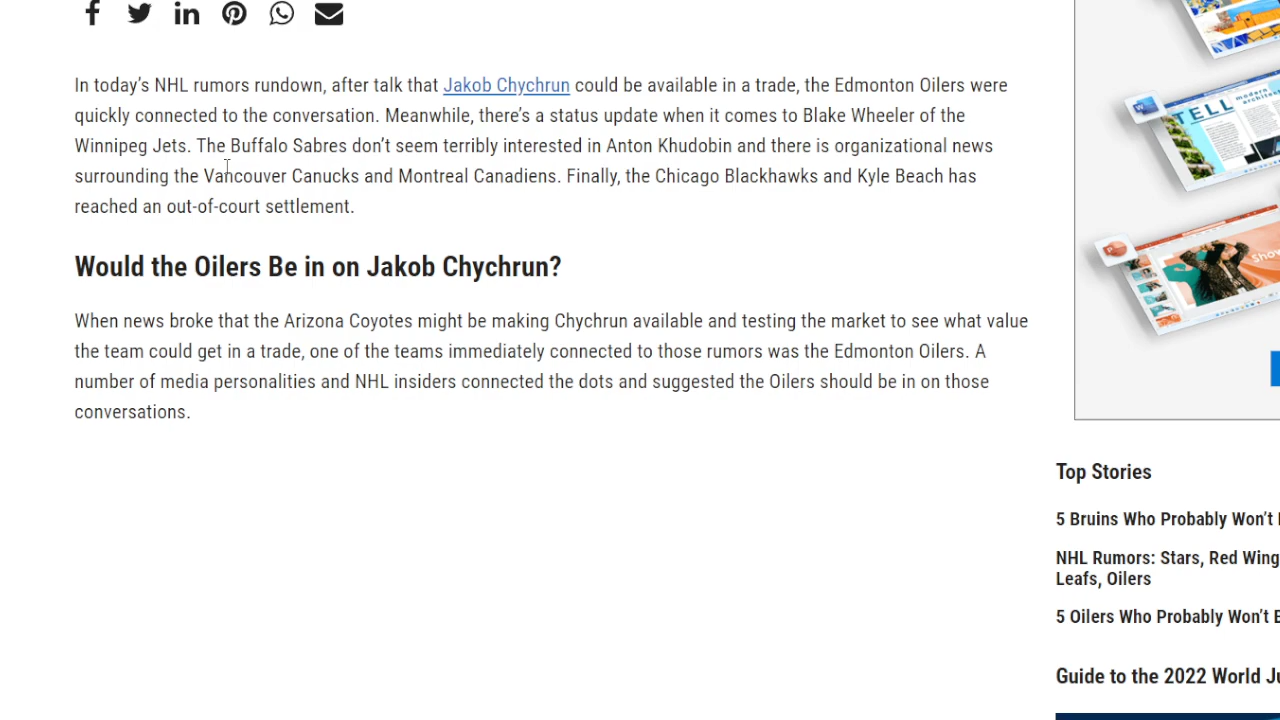 In today's NHL rumors rundown, after talk that Jakob Chychrun could be available in a trade, the Edmonton Oilers were
quickly connected to the conversation. Meanwhile, there's a status update when it comes to Blake Wheeler of the
Winnipeg Jets. The Buffalo Sabres don't seem terribly interested in Anton Khudobin and there is organizational news
surrounding the Vancouver Canucks and Montreal Canadiens. Finally, the Chicago Blackhawks and Kyle Beach has
reached an out-of-court settlement.
Would the Oilers Be in on Jakob Chychrun?
When news broke that the Arizona Coyotes might be making Chychrun available and testing the market to see what value
the team could get in a trade, one of the teams immediately connected to those rumors was the Edmonton Oilers. A
number of media personalities and NHL insiders connected the dots and suggested the Oilers should be in on those
conversations.
TELL modern
Show
Top Stories
5 Bruins Who Probably Won't
NHL Rumors: Stars, Red Wing
Leafs, Oilers
5 Oilers Who Probably Won't
Guide to the 2022 World